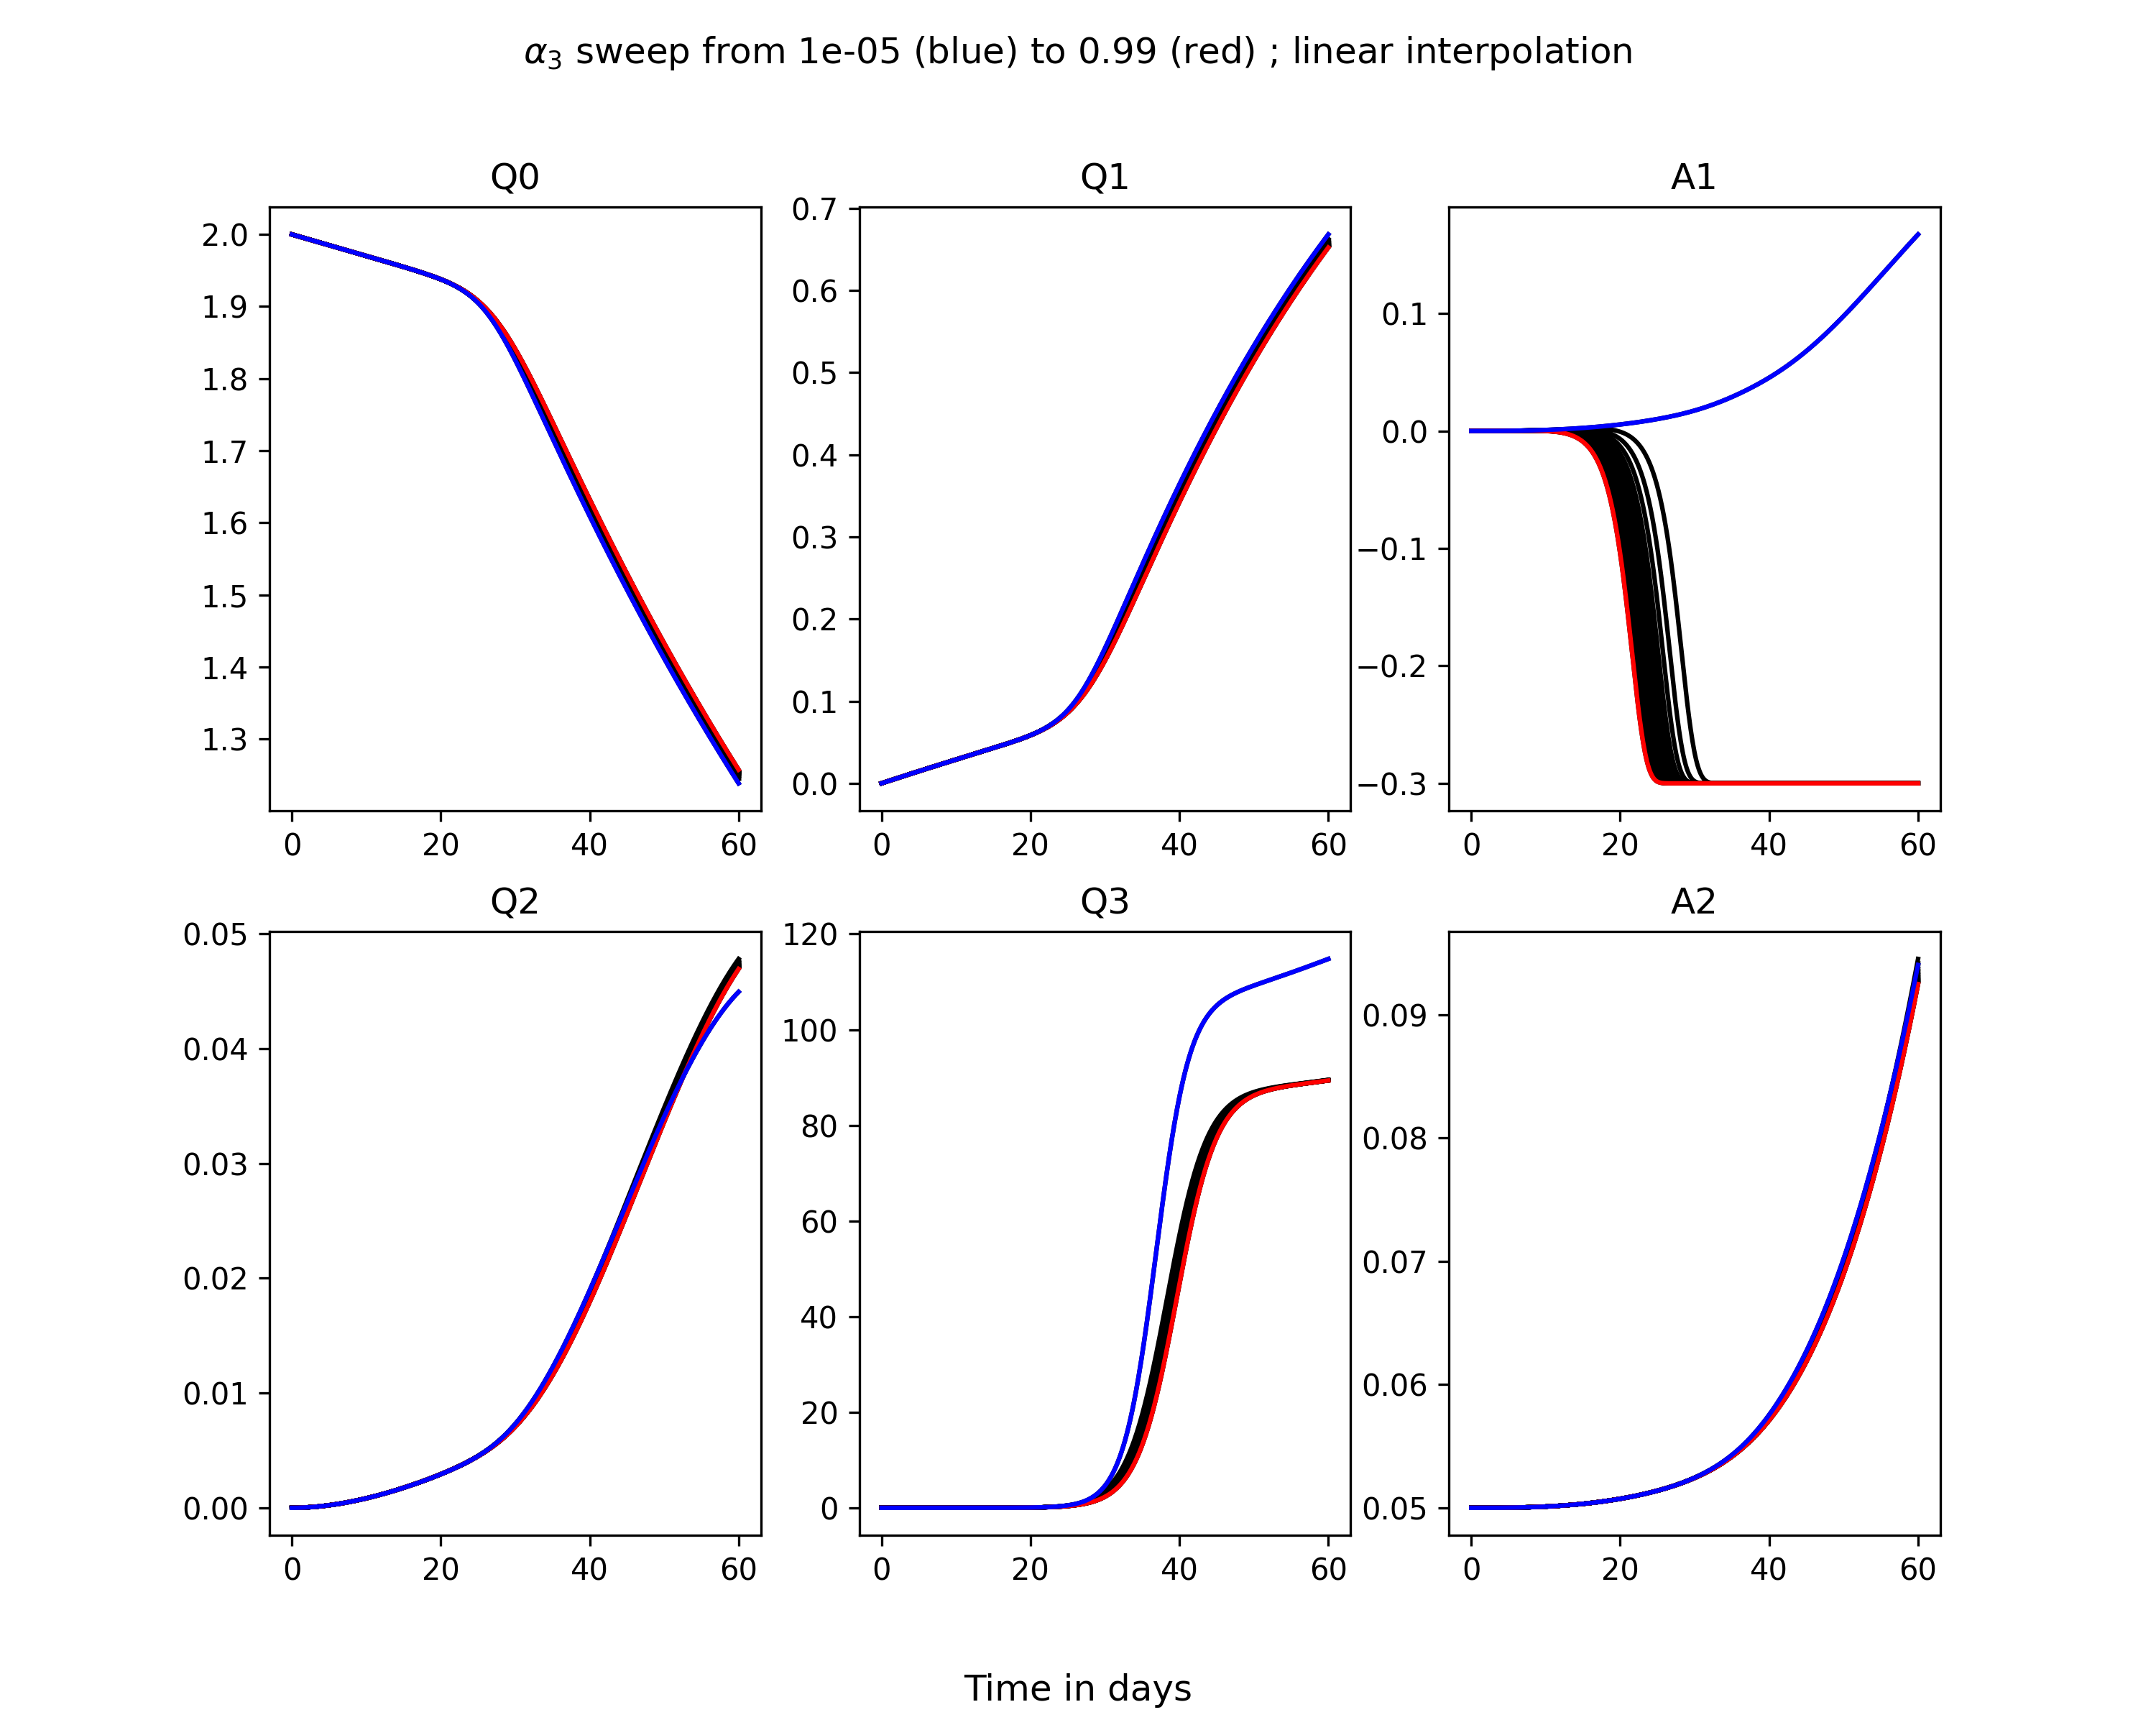 α₃ sweep from 1e-05 (blue) to 0.99 (red) ; linear interpolation
Q0
2.0
1.9
1.8
1.7
1.6
1.5
1.4
1.3
0 20 40 60
Q1
0.7
0.6
0.5
0.4
0.3
0.2
0.1
0.0
0 20 40 60
A1
0.1
0.0
−0.1
−0.2
−0.3
0 20 40 60
Q2
0.05
0.04
0.03
0.02
0.01
0.00
0 20 40 60
Q3
120
100
80
60
40
20
0
0 20 40 60
A2
0.09
0.08
0.07
0.06
0.05
0 20 40 60
Time in days